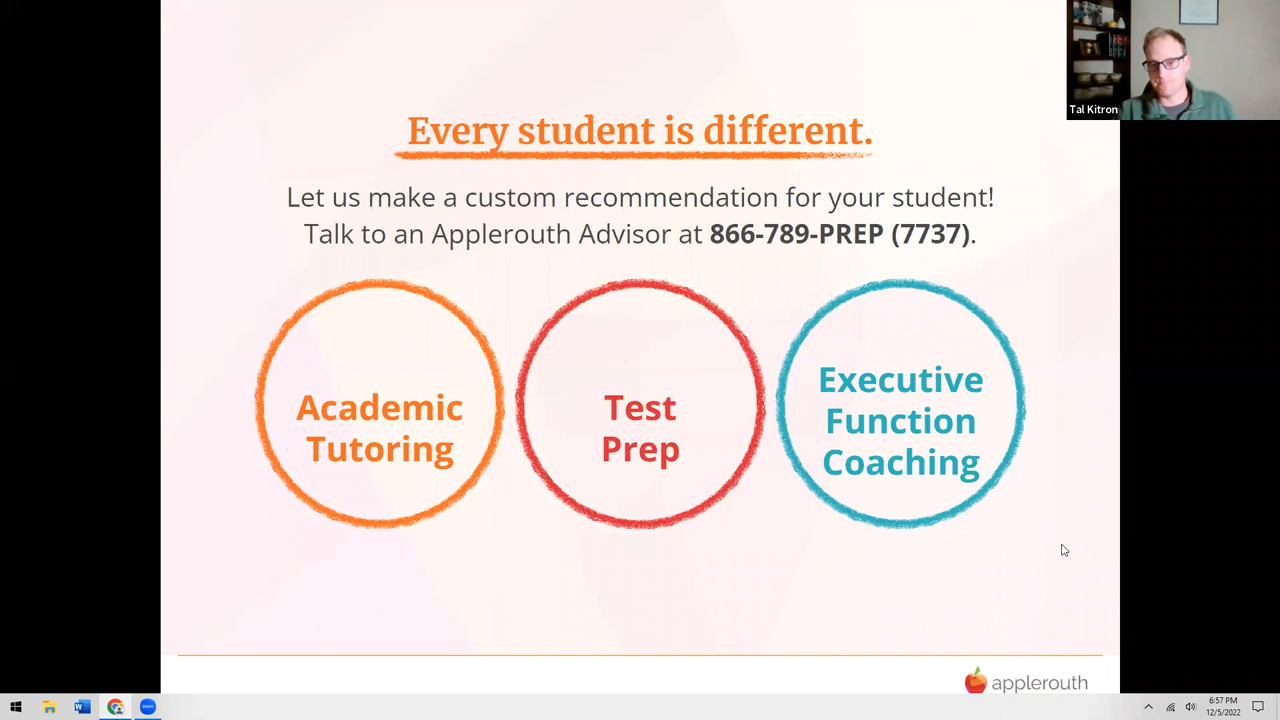 Tal Kitron
Every student is different.
Let us make a custom recommendation for your student!
Talk to an Applerouth Advisor at 866-789-PREP (7737).
Academic
Tutoring
Test
Prep
Executive
Function
Coaching
applerouth
zoom
6:57 PM
12/5/2022